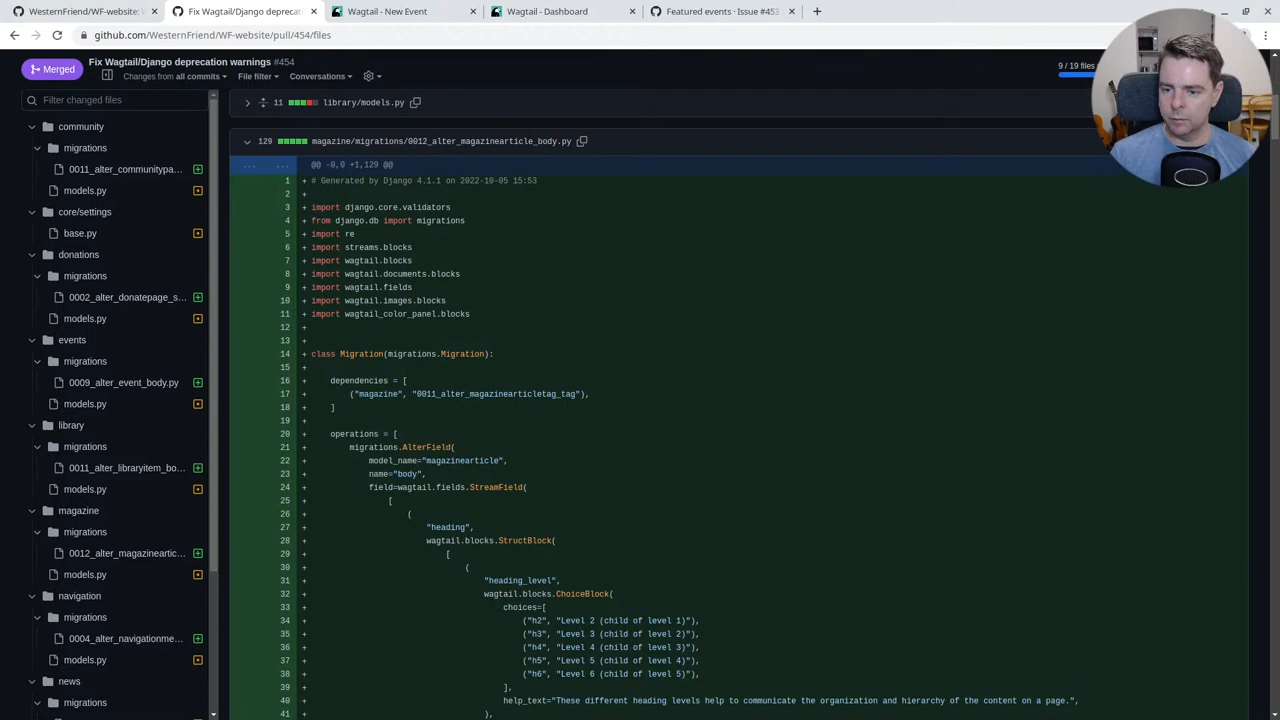 WesternFriend/WF-website: W
Fix Wagtail/Django deprecat
Wagtail - New Event
Wagtail - Dashboard
Featured events · Issue #453
github.com/WesternFriend/WF-website/pull/454/files
Merged
Fix Wagtail/Django deprecation warnings #454
Changes from all commits
File filter
Conversations
9 / 19 files
Filter changed files
community
migrations
0011_alter_communitypa...
models.py
core/settings
base.py
donations
migrations
0002_alter_donatepage_s...
models.py
events
migrations
0009_alter_event_body.py
models.py
library
migrations
0011_alter_libraryitem_bo...
models.py
magazine
migrations
0012_alter_magazineartic...
models.py
navigation
migrations
0004_alter_navigationme...
models.py
news
migrations
11 library/models.py
129 magazine/migrations/0012_alter_magazinearticle_body.py
... ... @@ -0,0 +1,129 @@
1 + # Generated by Django 4.1.1 on 2022-10-05 15:53
2 +
3 + import django.core.validators
4 + from django.db import migrations
5 + import re
6 + import streams.blocks
7 + import wagtail.blocks
8 + import wagtail.documents.blocks
9 + import wagtail.fields
10 + import wagtail.images.blocks
11 + import wagtail_color_panel.blocks
12 +
13 +
14 + class Migration(migrations.Migration):
15 +
16 + dependencies = [
17 + ("magazine", "0011_alter_magazinearticletag_tag"),
18 + ]
19 +
20 + operations = [
21 + migrations.AlterField(
22 + model_name="magazinearticle",
23 + name="body",
24 + field=wagtail.fields.StreamField(
25 + [
26 + (
27 + "heading",
28 + wagtail.blocks.StructBlock(
29 + [
30 + (
31 + "heading_level",
32 + wagtail.blocks.ChoiceBlock(
33 + choices=[
34 + ("h2", "Level 2 (child of level 1)"),
35 + ("h3", "Level 3 (child of level 2)"),
36 + ("h4", "Level 4 (child of level 3)"),
37 + ("h5", "Level 5 (child of level 4)"),
38 + ("h6", "Level 6 (child of level 5)"),
39 + ],
40 + help_text="These different heading levels help to communicate the organization and hierarchy of the content on a page.",
41 + ),